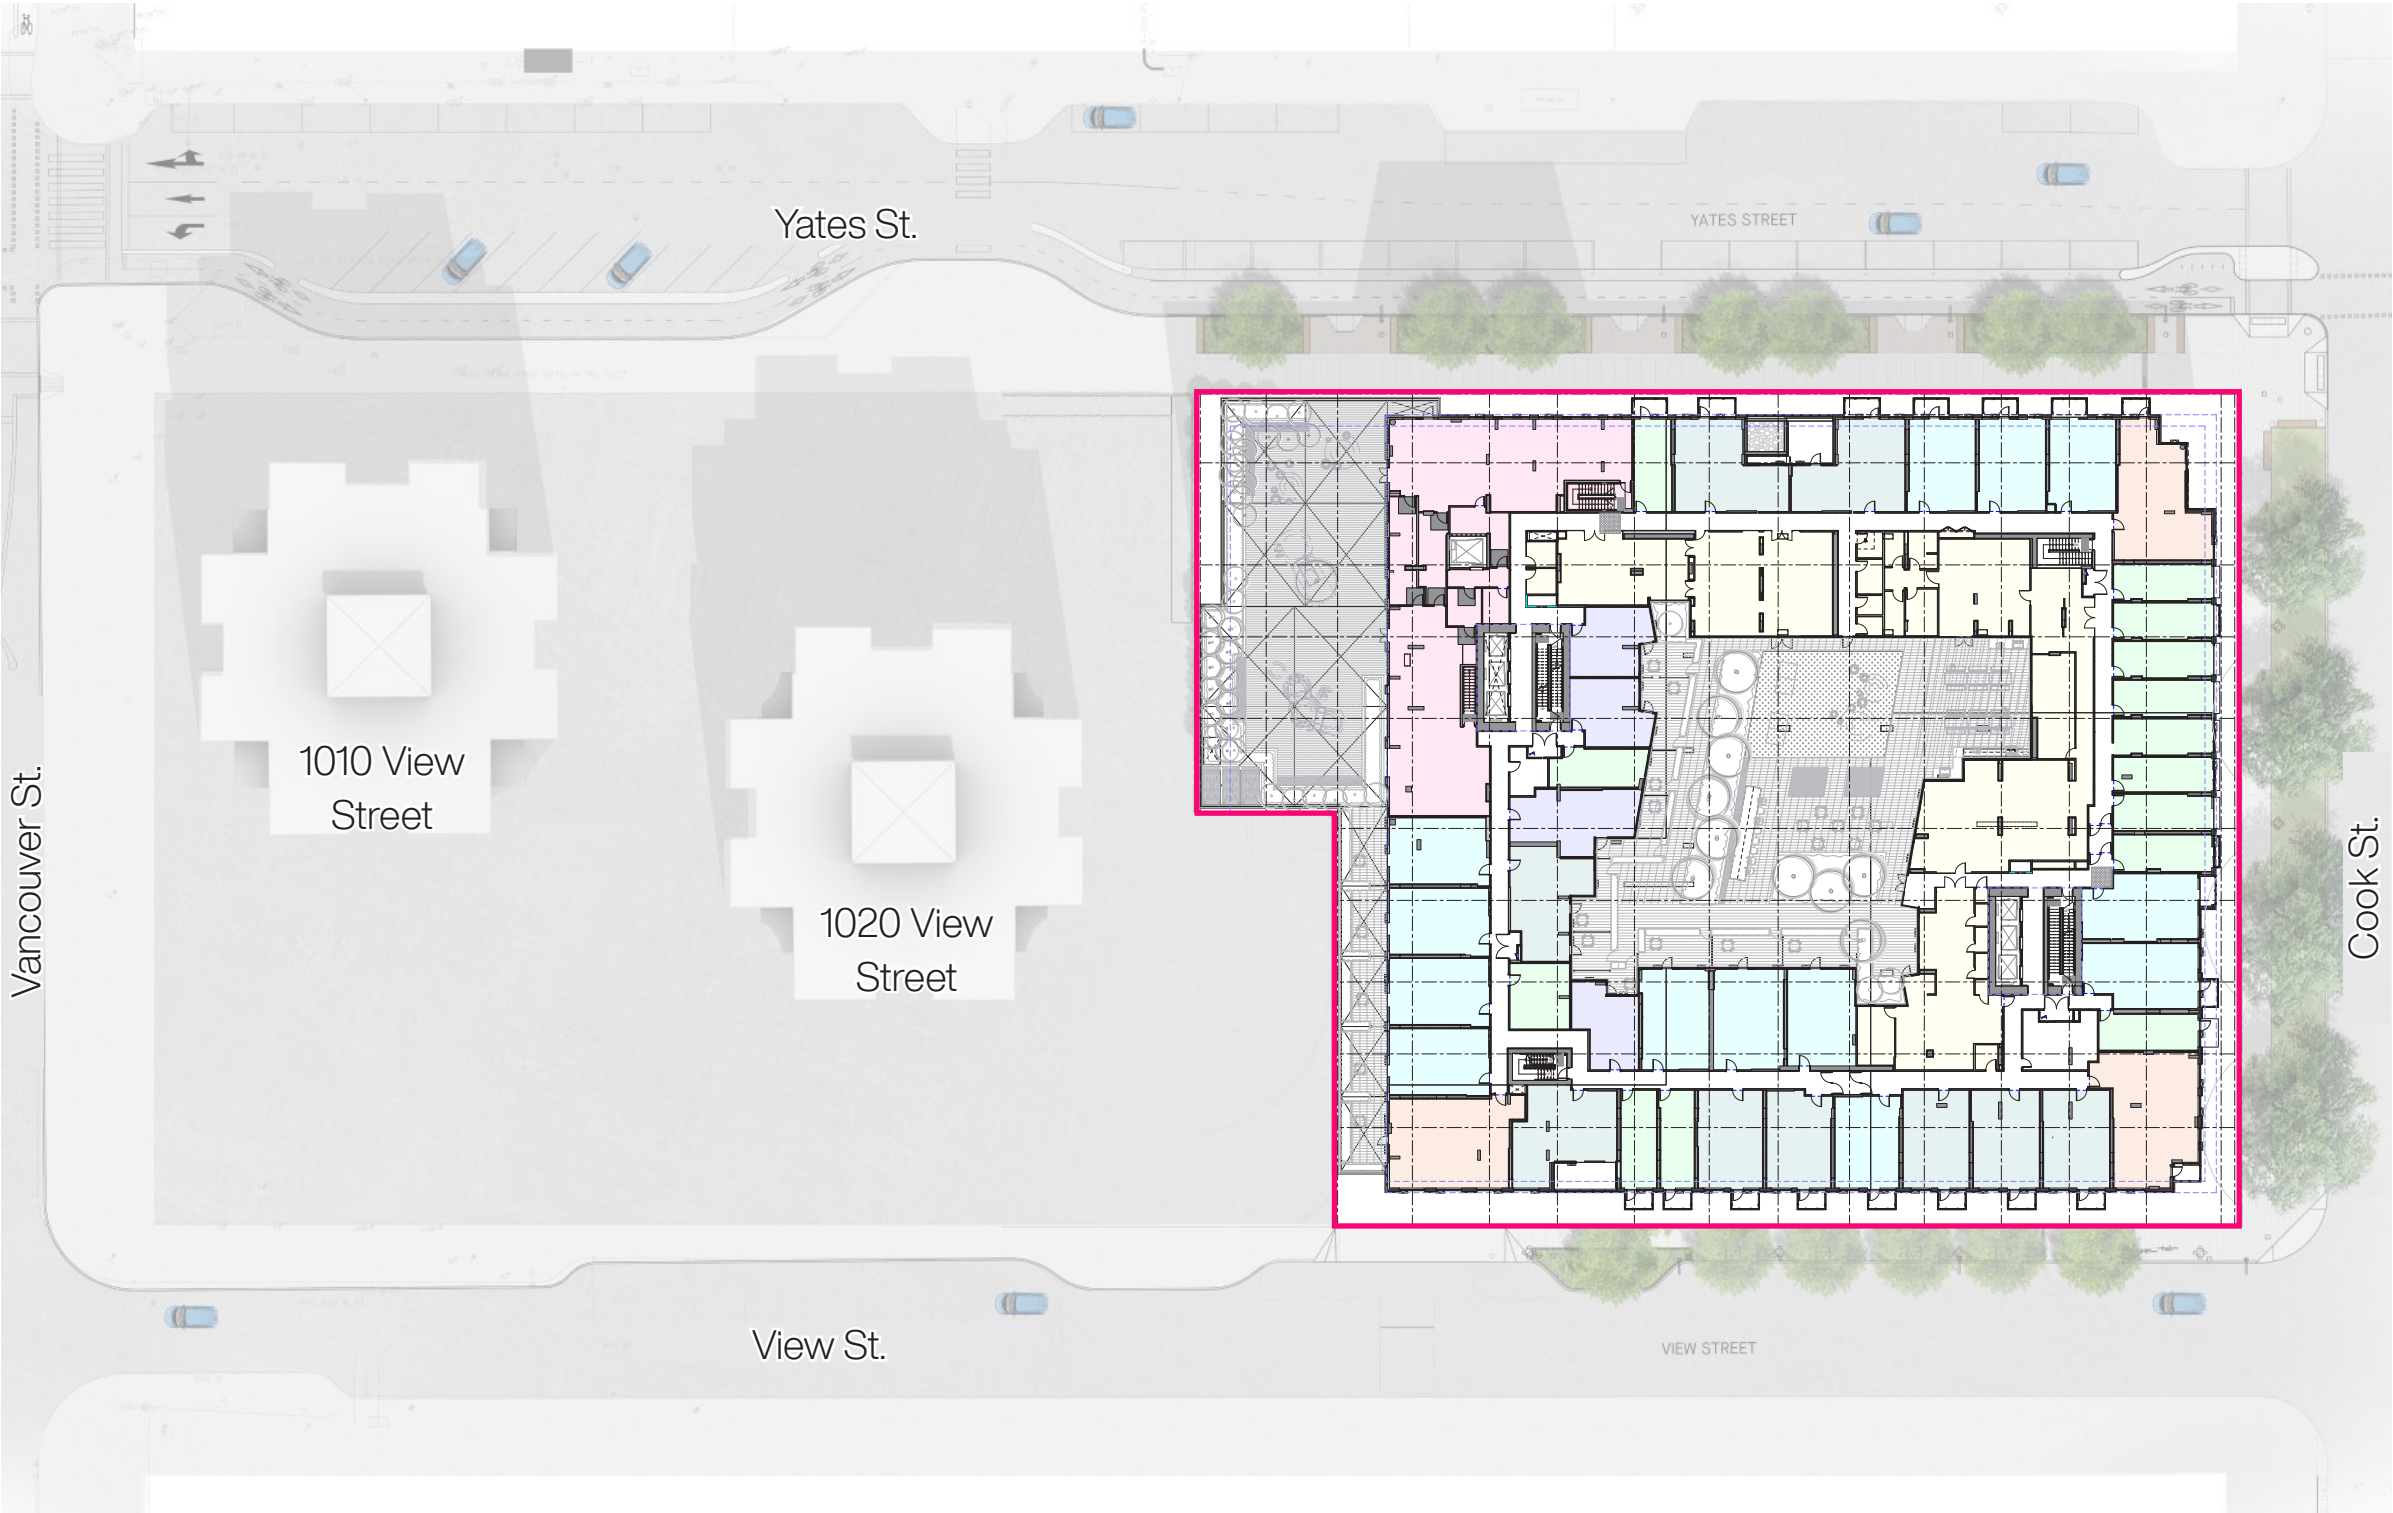 Yates St.
YATES STREET
1010 View
Street
1020 View
Street
Vancouver St.
Cook St.
View St.
VIEW STREET